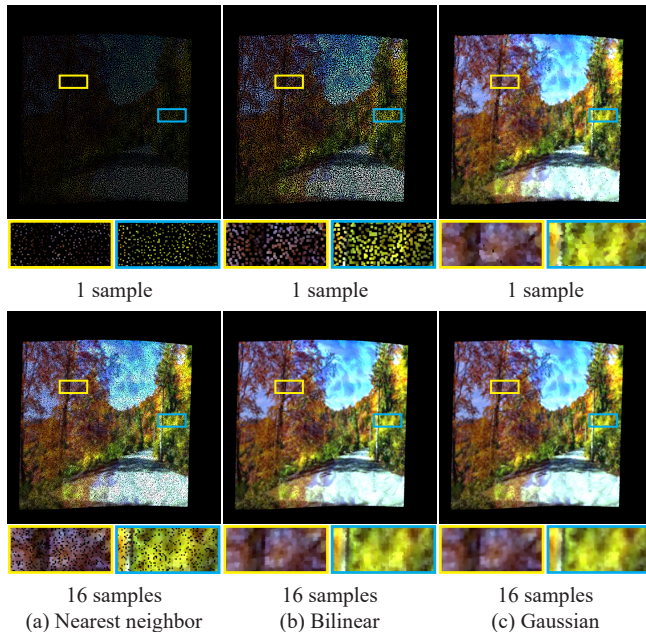 1 sample
1 sample
1 sample
16 samples
16 samples
16 samples
(a) Nearest neighbor
(b) Bilinear
(c) Gaussian